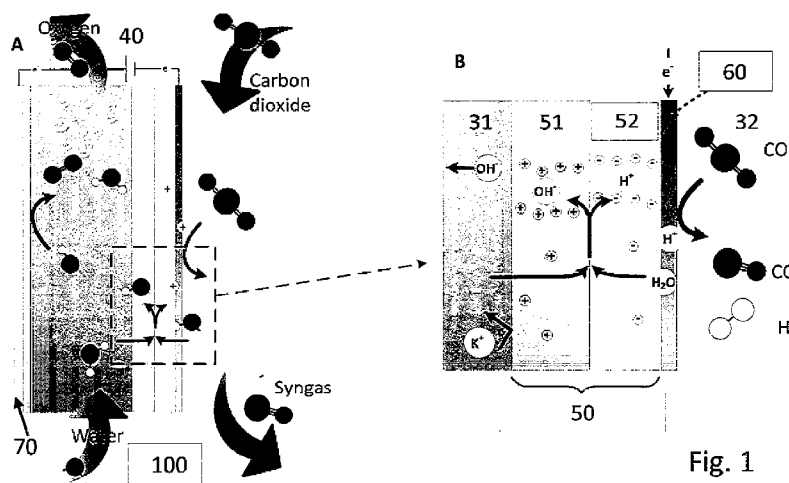 Oxygen
A
40
e
Carbon
dioxide
Syngas
Water
70
100
B
I
e-
60
31
51
52
32
OH-
OH-
H+
CO
H+
H2O
CO
K+
H
50
Fig. 1